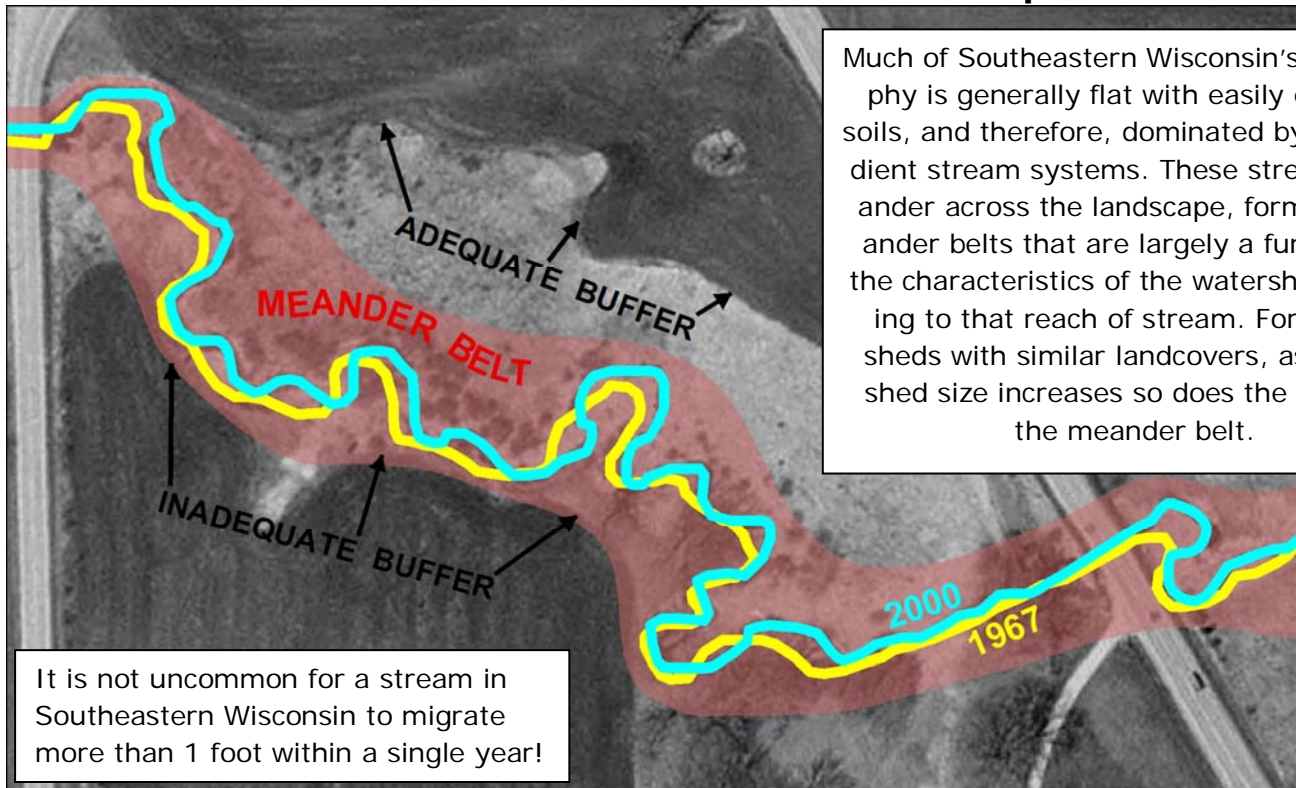 Much of Southeastern Wisconsin's
phy is generally flat with easily
soils, and therefore, dominated by
dient stream systems. These stre
ander across the landscape, form
ander belts that are largely a fu
the characteristics of the watersh
ing to that reach of stream. For
sheds with similar landcovers, as
shed size increases so does the
the meander belt.
ADEQUATE BUFFER
MEANDER BELT
INADEQUATE BUFFER
2000
1967
It is not uncommon for a stream in
Southeastern Wisconsin to migrate
more than 1 foot within a single year!